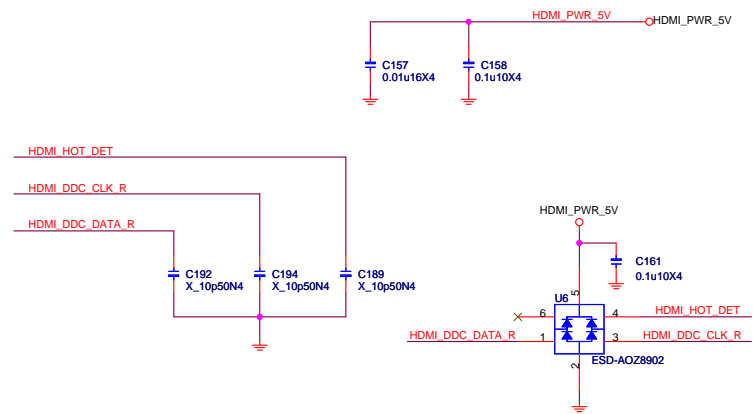 HDMI_PWR_5V
HDMI_PWR_5V
C157
0.01u16X4
C158
0.1u10X4
HDMI_HOT_DET
HDMI_DDC_CLK_R
HDMI_DDC_DATA_R
C192
X_10p50N4
C194
X_10p50N4
C189
X_10p50N4
HDMI_PWR_5V
C161
0.1u10X4
U6
5
6
4
HDMI_HOT_DET
HDMI_DDC_DATA_R
1
3
HDMI_DDC_CLK_R
2
ESD-AOZ8902